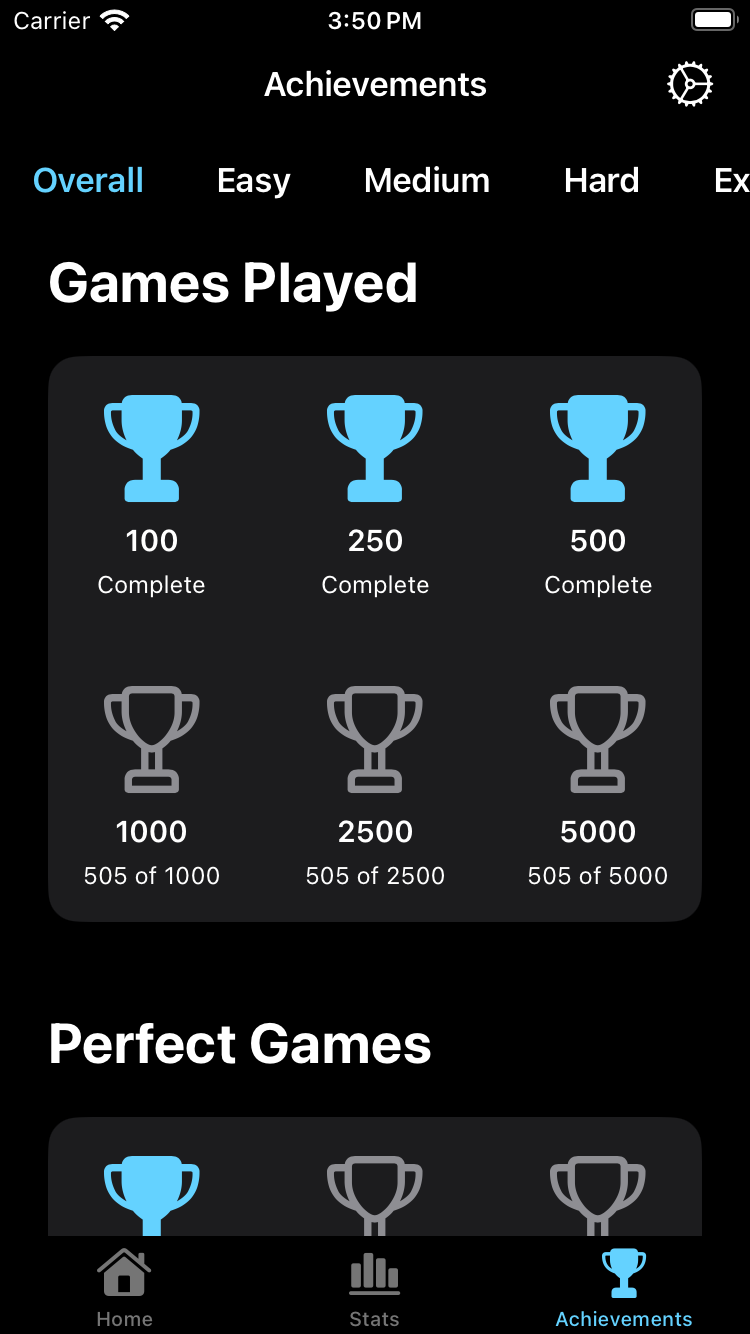 Carrier 3:50 PM
Achievements
Overall Easy Medium Hard Ex
Games Played
100 250 500
Complete Complete Complete
1000 2500 5000
505 of 1000 505 of 2500 505 of 5000
Perfect Games
Home Stats Achievements